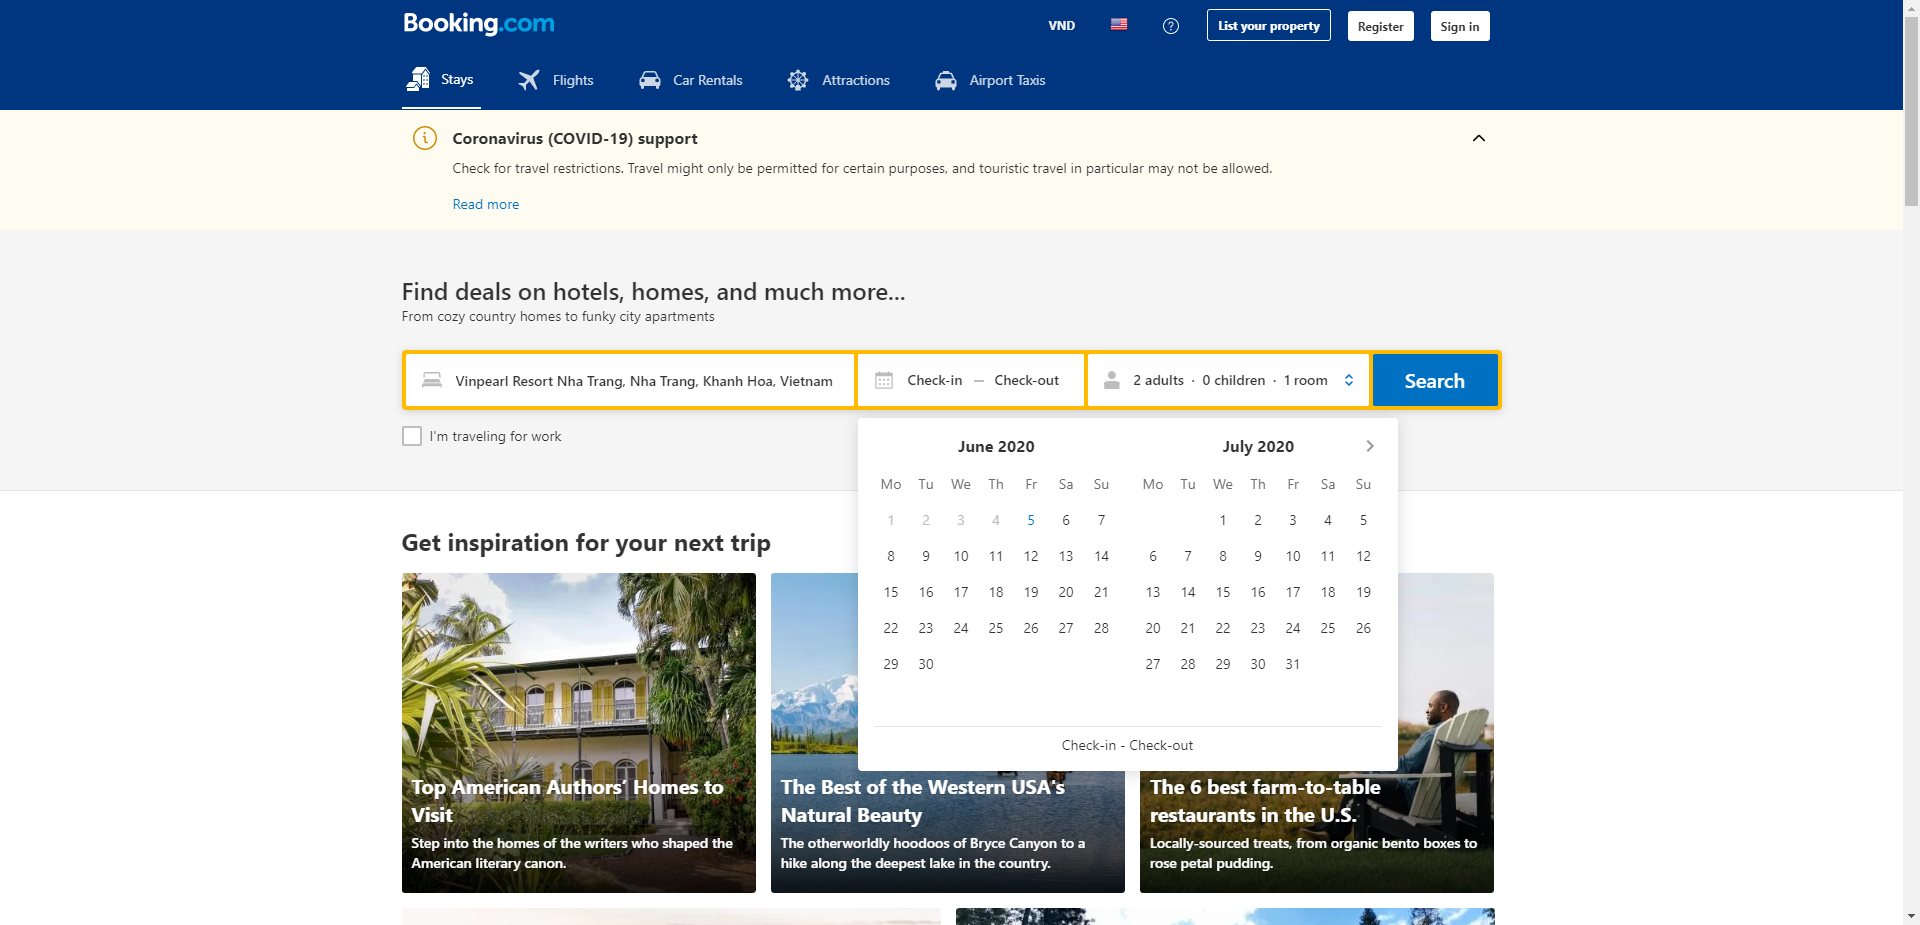 Booking.com
VND
List your property
Register
Sign in
Stays
Flights
Car Rentals
Attractions
Airport Taxis
Coronavirus (COVID-19) support
Check for travel restrictions. Travel might only be permitted for certain purposes, and touristic travel in particular may not be allowed.
Read more
Find deals on hotels, homes, and much more...
From cozy country homes to funky city apartments
Vinpearl Resort Nha Trang, Nha Trang, Khanh Hoa, Vietnam
Check-in — Check-out
2 adults · 0 children · 1 room
Search
I'm traveling for work
June 2020
Mo Tu We Th Fr Sa Su
1 2 3 4 5 6 7
8 9 10 11 12 13 14
15 16 17 18 19 20 21
22 23 24 25 26 27 28
29 30
July 2020
Mo Tu We Th Fr Sa Su
1 2 3 4 5
6 7 8 9 10 11 12
13 14 15 16 17 18 19
20 21 22 23 24 25 26
27 28 29 30 31
Check-in - Check-out
Get inspiration for your next trip
Top American Authors’ Homes to
Visit
Step into the homes of the writers who shaped the
American literary canon.
The Best of the Western USA's
Natural Beauty
The otherworldly hoodoos of Bryce Canyon to a
hike along the deepest lake in the country.
The 6 best farm-to-table
restaurants in the U.S.
Locally-sourced treats, from organic bento boxes to
rose petal pudding.